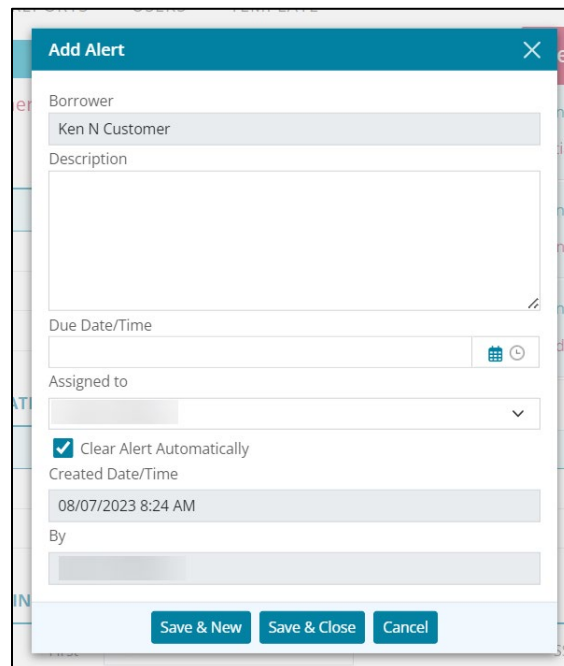 Add Alert
Borrower
Ken N Customer
Description
Due Date/Time
Assigned to
Clear Alert Automatically
Created Date/Time
08/07/2023 8:24 AM
By
Save & New Save & Close Cancel